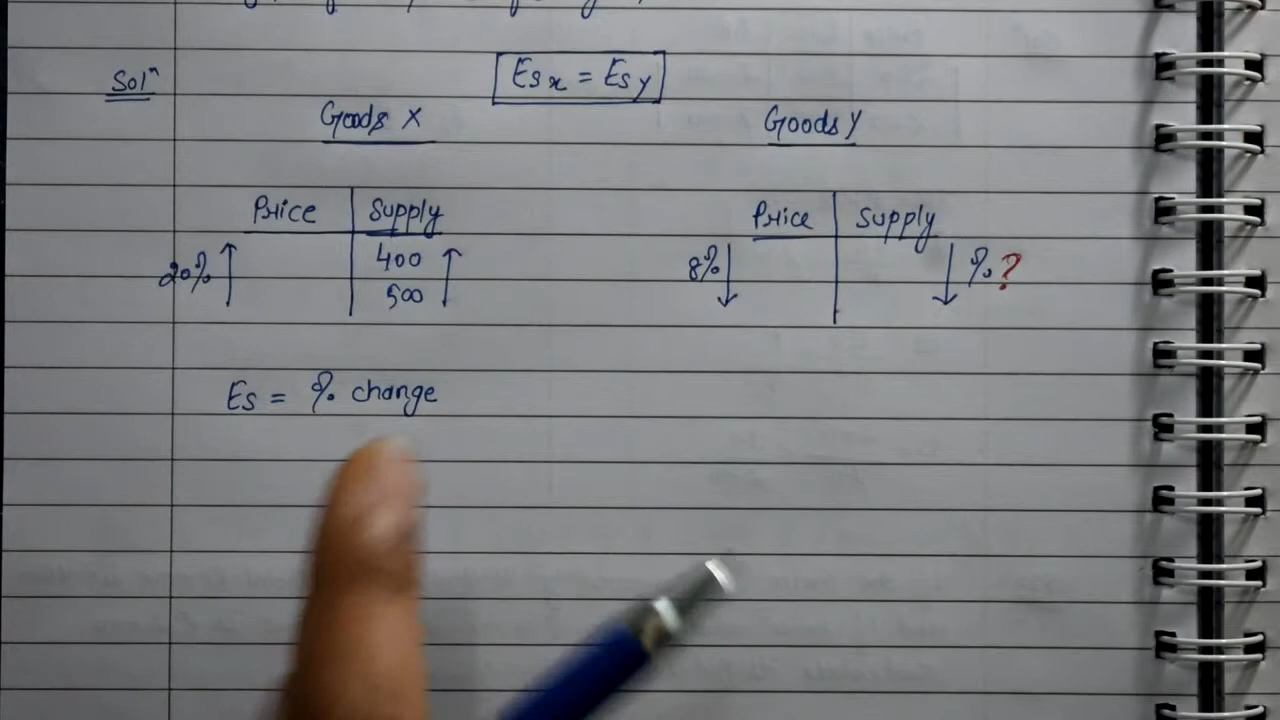 Solⁿ
Esx = Esy
Goods X Goods Y
Price Supply Price Supply
20% 400 8% %?
500
Es = % change